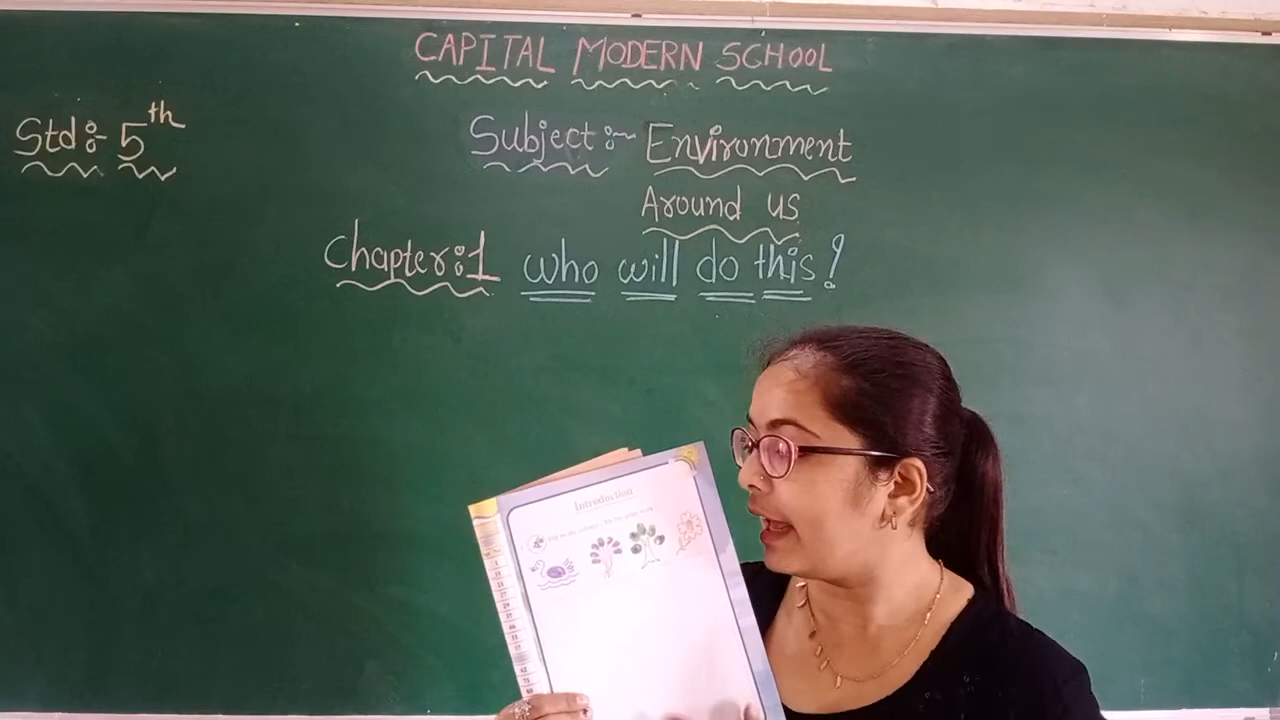 CAPITAL MODERN SCHOOL
Std:- 5th
Subject:- Environment
Around us
Chapter:1 who will do this!
Introduction